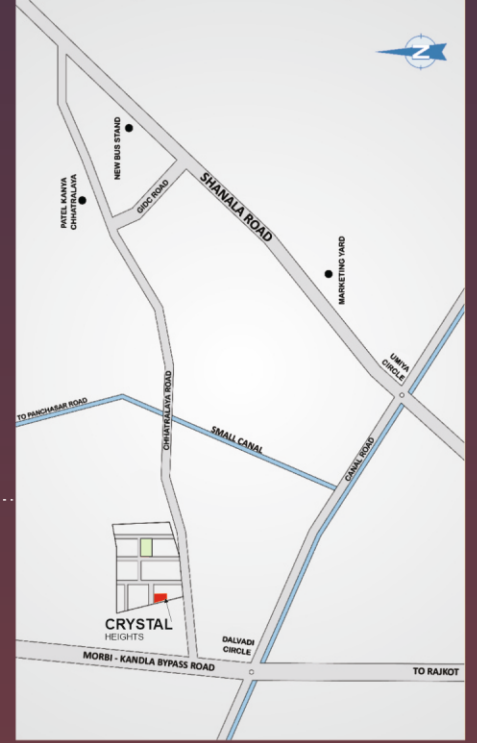 N
NEW BUS STAND
PATEL KANYA
CHHATRALAYA
GIDC ROAD
SHANALA ROAD
MARKETING YARD
UMIYA
CIRCLE
CHHATRALAYA ROAD
TO PANCHASAR ROAD
SMALL CANAL
CANAL ROAD
CRYSTAL
HEIGHTS
DALVADI
CIRCLE
MORBI - KANDLA BYPASS ROAD
TO RAJKOT